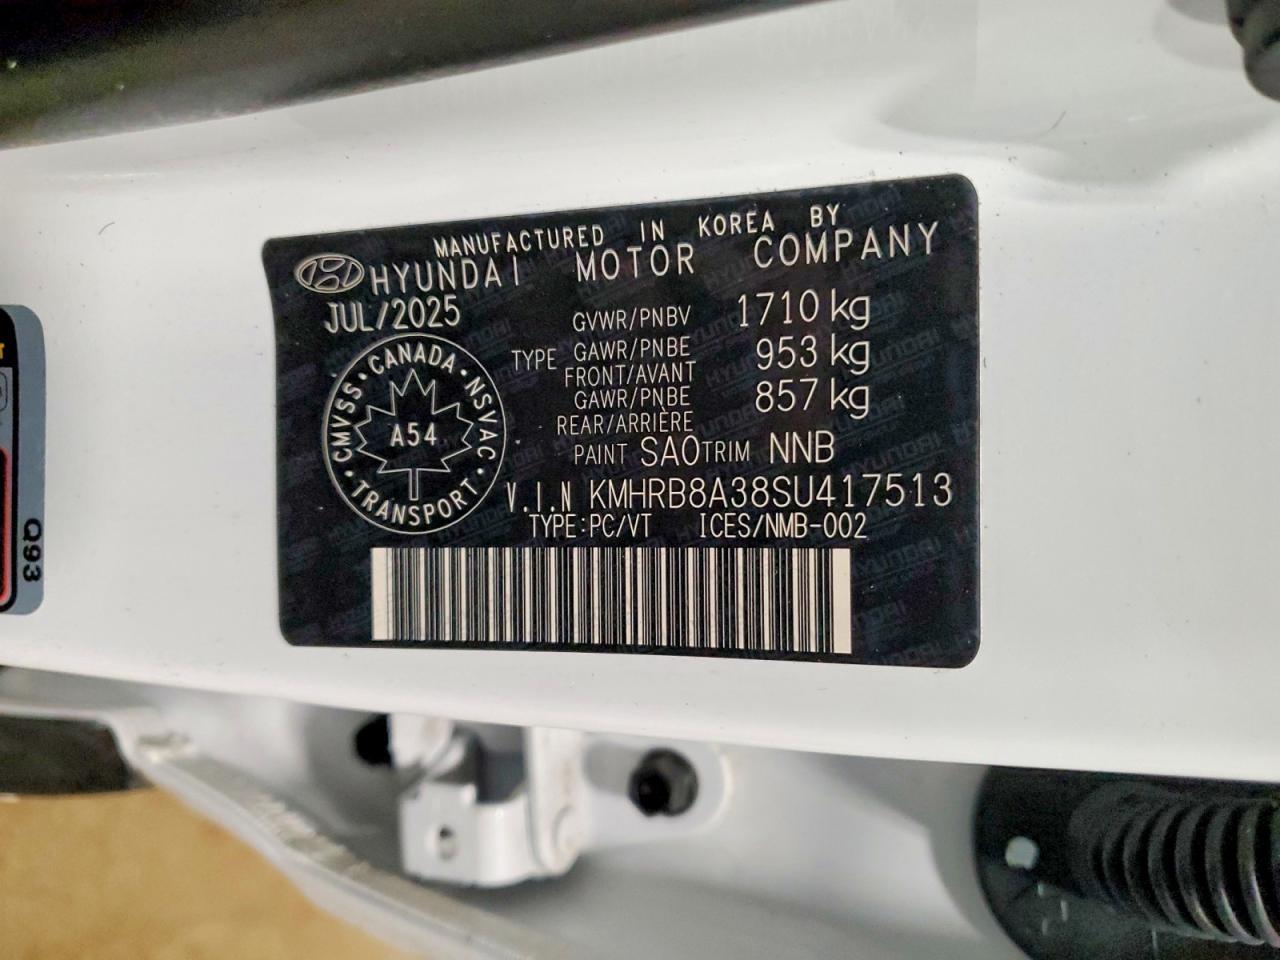 MANUFACTURED IN KOREA BY
HYUNDAI MOTOR COMPANY
JUL/2025
GVWR/PNBV 1710 kg
TYPE GAWR/PNBE 953 kg
FRONT/AVANT
GAWR/PNBE 857 kg
REAR/ARRIÈRE
PAINT SA0 TRIM NNB
V.I.N KMHRB8A38SU417513
TYPE:PC/VT ICES/NMB-002
CMVSS · CANADA · NSVAC · TRANSPORT ·
A54
Q93